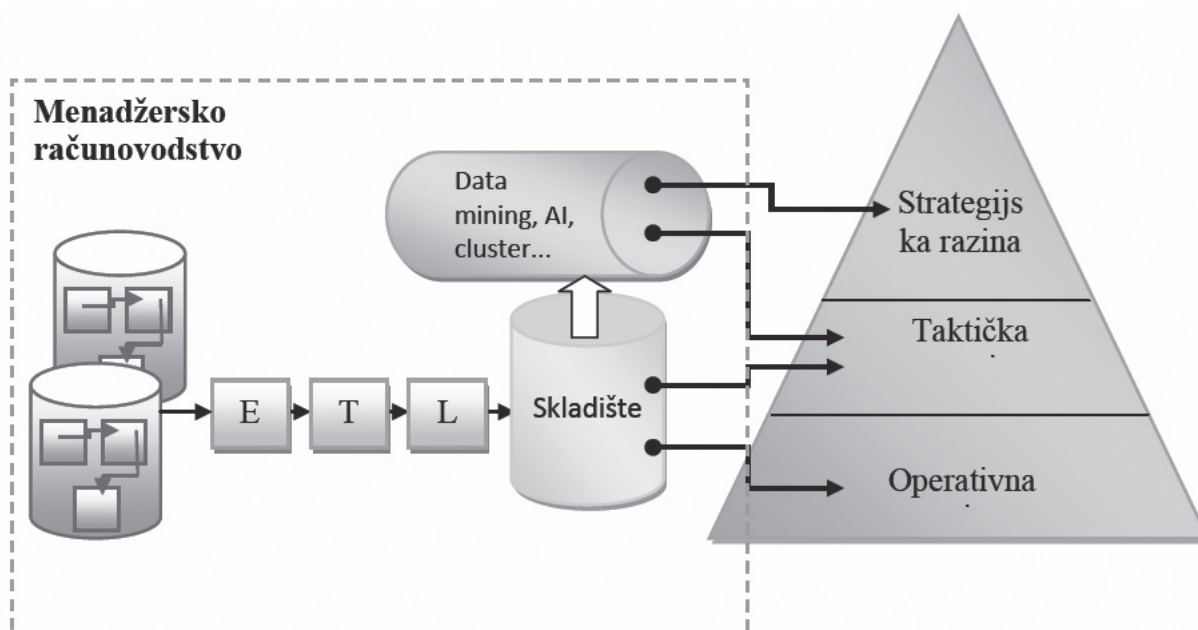 Menadžersko
računovodstvo
Data
mining, AI,
cluster...
Strategijs
ka razina
Taktička
E
T
L
Skladište
Operativna